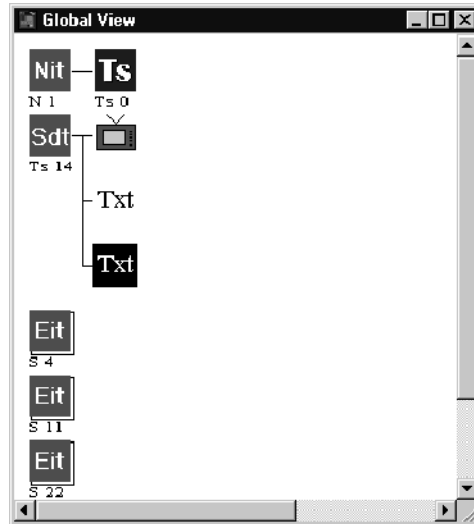 Global View
Nit Ts
N 1 Ts 0
Sdt
Ts 14
Txt
Txt
Eit
S 4
Eit
S 11
Eit
S 22